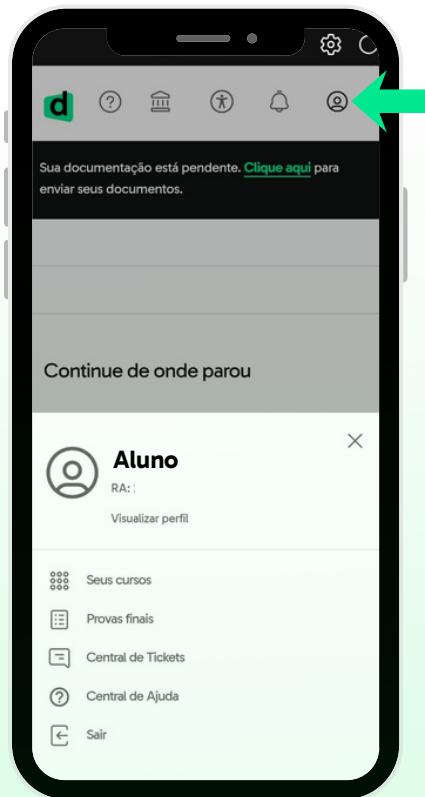 d
Sua documentação está pendente. Clique aqui para
enviar seus documentos.
Continue de onde parou
Aluno
RA:
Visualizar perfil
Seus cursos
Provas finais
Central de Tickets
Central de Ajuda
Sair